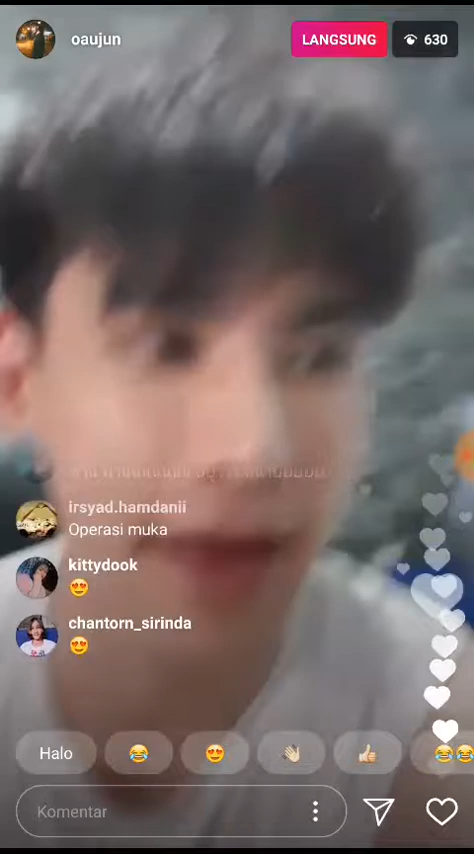 oaujun
LANGSUNG
630
irsyad.hamdanii
Operasi muka
kittydook
😍
chantorn_sirinda
😍
Halo
😂
😍
👋🏼
👍🏼
😂😂
Komentar